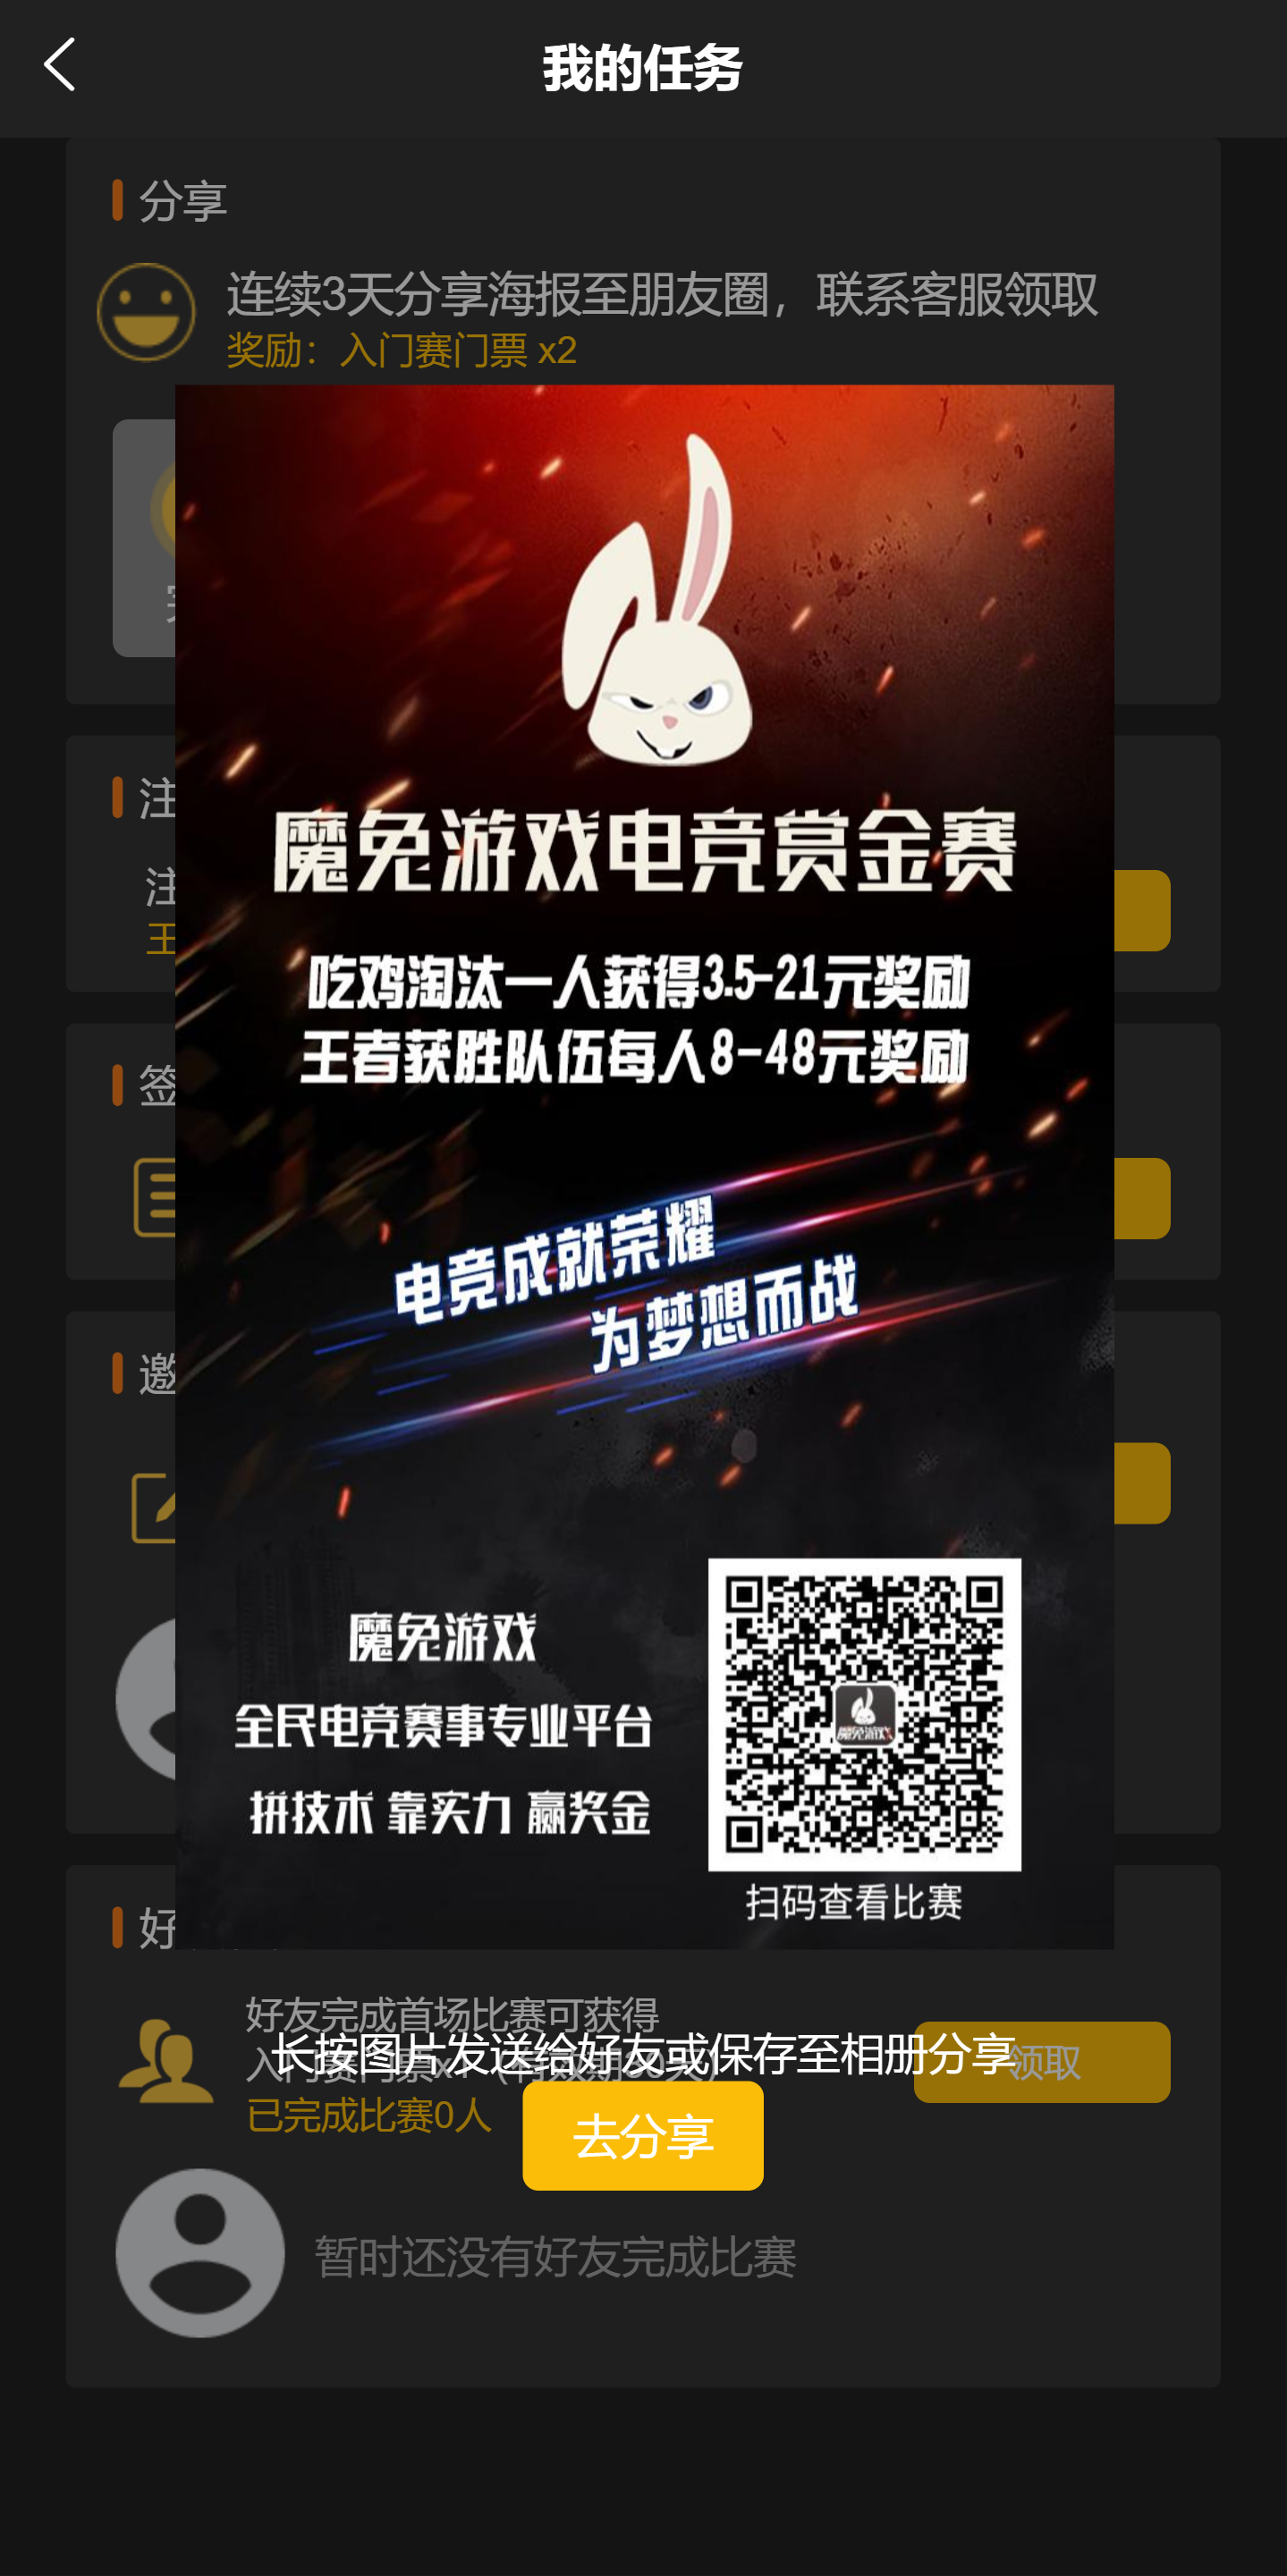 我的任务
分享
连续3天分享海报至朋友圈，联系客服领取
奖励：入门赛门票 x2
注
注
王
签
邀
好
魔兔游戏电竞赏金赛
吃鸡淘汰一人获得3.5-21元奖励
王者获胜队伍每人8-48元奖励
电竞成就荣耀
为梦想而战
魔兔游戏
全民电竞赛事专业平台
拼技术 靠实力 赢奖金
魔兔游戏
扫码查看比赛
好友完成首场比赛可获得
长按图片发送给好友或保存至相册分享
领取
已完成比赛0人
去分享
暂时还没有好友完成比赛